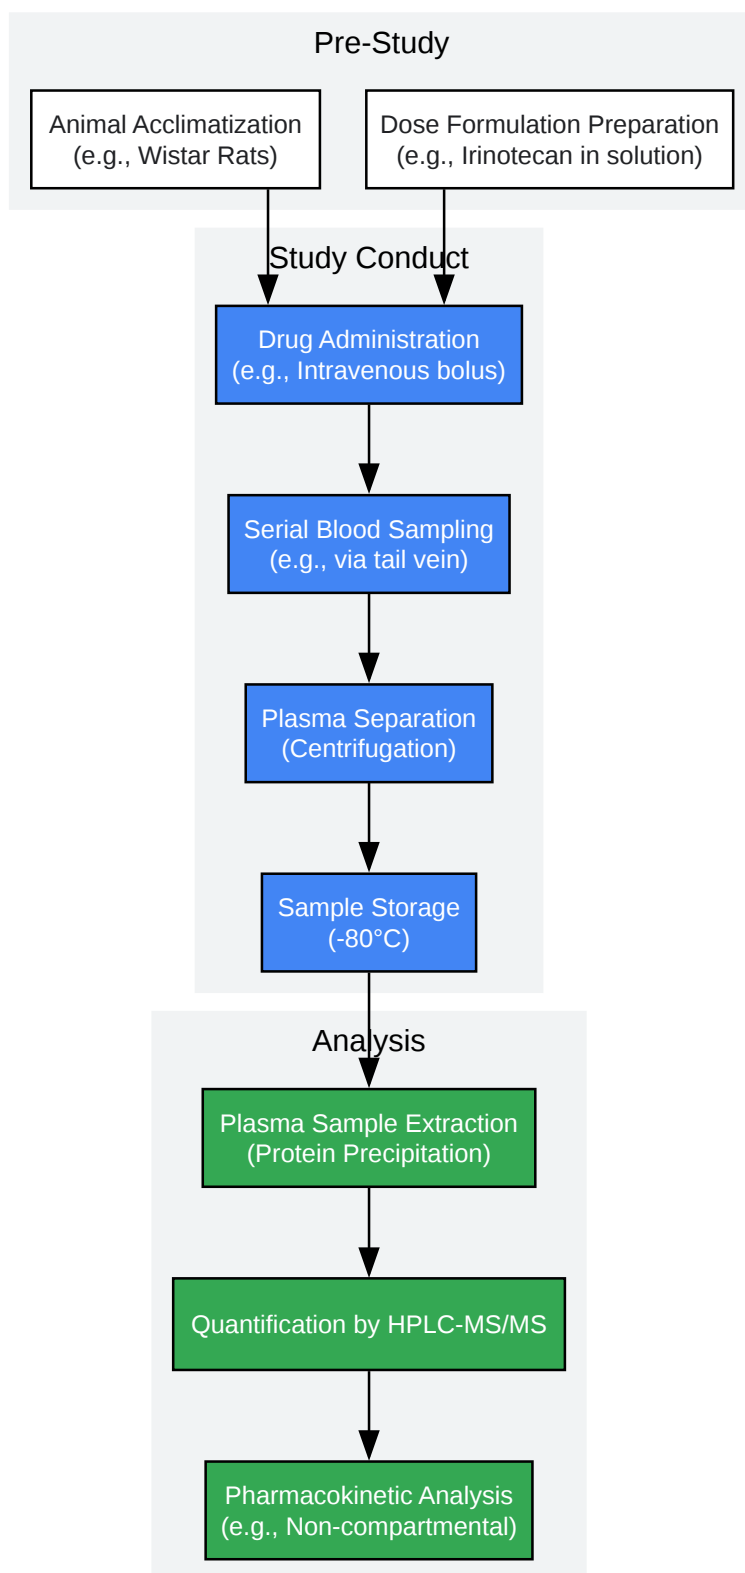 Pre-Study
Animal Acclimatization
(e.g., Wistar Rats)
Dose Formulation Preparation
(e.g., Irinotecan in solution)
Study Conduct
Drug Administration
(e.g., Intravenous bolus)
Serial Blood Sampling
(e.g., via tail vein)
Plasma Separation
(Centrifugation)
Sample Storage
(-80°C)
Analysis
Plasma Sample Extraction
(Protein Precipitation)
Quantification by HPLC-MS/MS
Pharmacokinetic Analysis
(e.g., Non-compartmental)